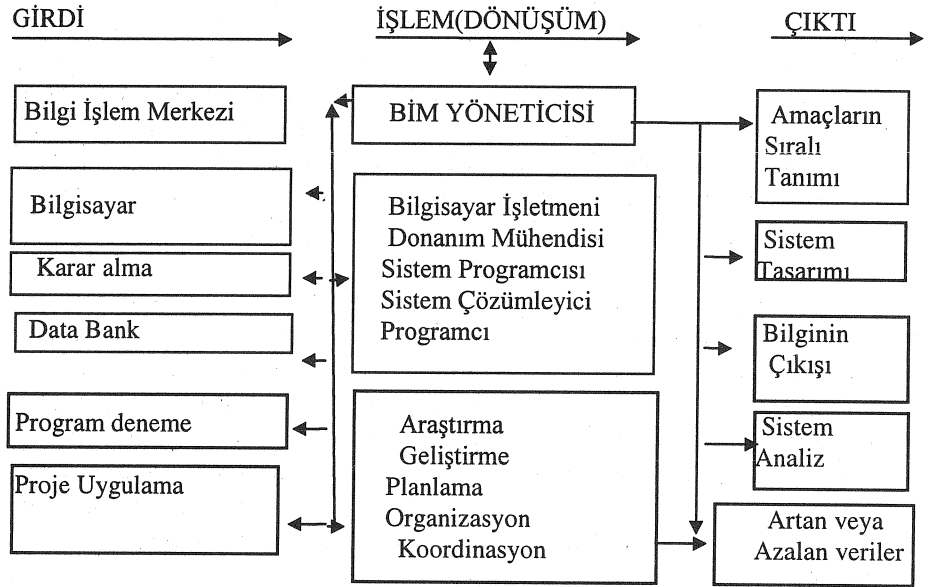 GİRDİ
İŞLEM(DÖNÜŞÜM)
ÇIKTI
Bilgi İşlem Merkezi
Bilgisayar
Karar alma
Data Bank
Program deneme
Proje Uygulama
BİM YÖNETİCİSİ
Bilgisayar İşletmeni
Donanım Mühendisi
Sistem Programcısı
Sistem Çözümleyici
Programcı
Araştırma
Geliştirme
Planlama
Organizasyon
Koordinasyon
Amaçların
Sıralı
Tanımı
Sistem
Tasarımı
Bilginin
Çıkışı
Sistem
Analiz
Artan veya
Azalan veriler